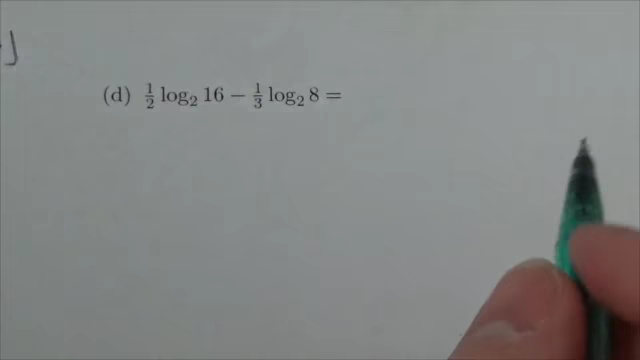 (d) ½ log₂ 16 − ⅓ log₂ 8 =